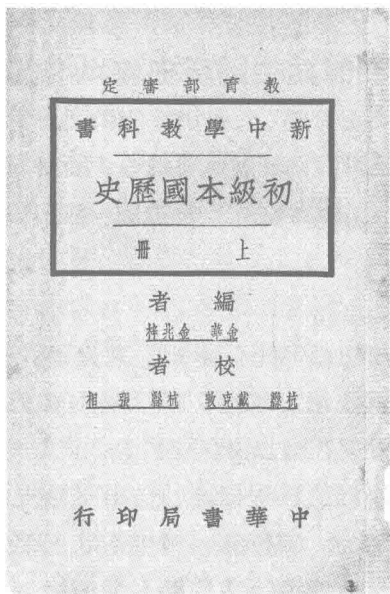 教育部審定
新中學教科書
初級本國歷史
上冊
編者
金華 金兆梓
校者
杭縣 戴克敦 杭縣 張相
中華書局印行
3